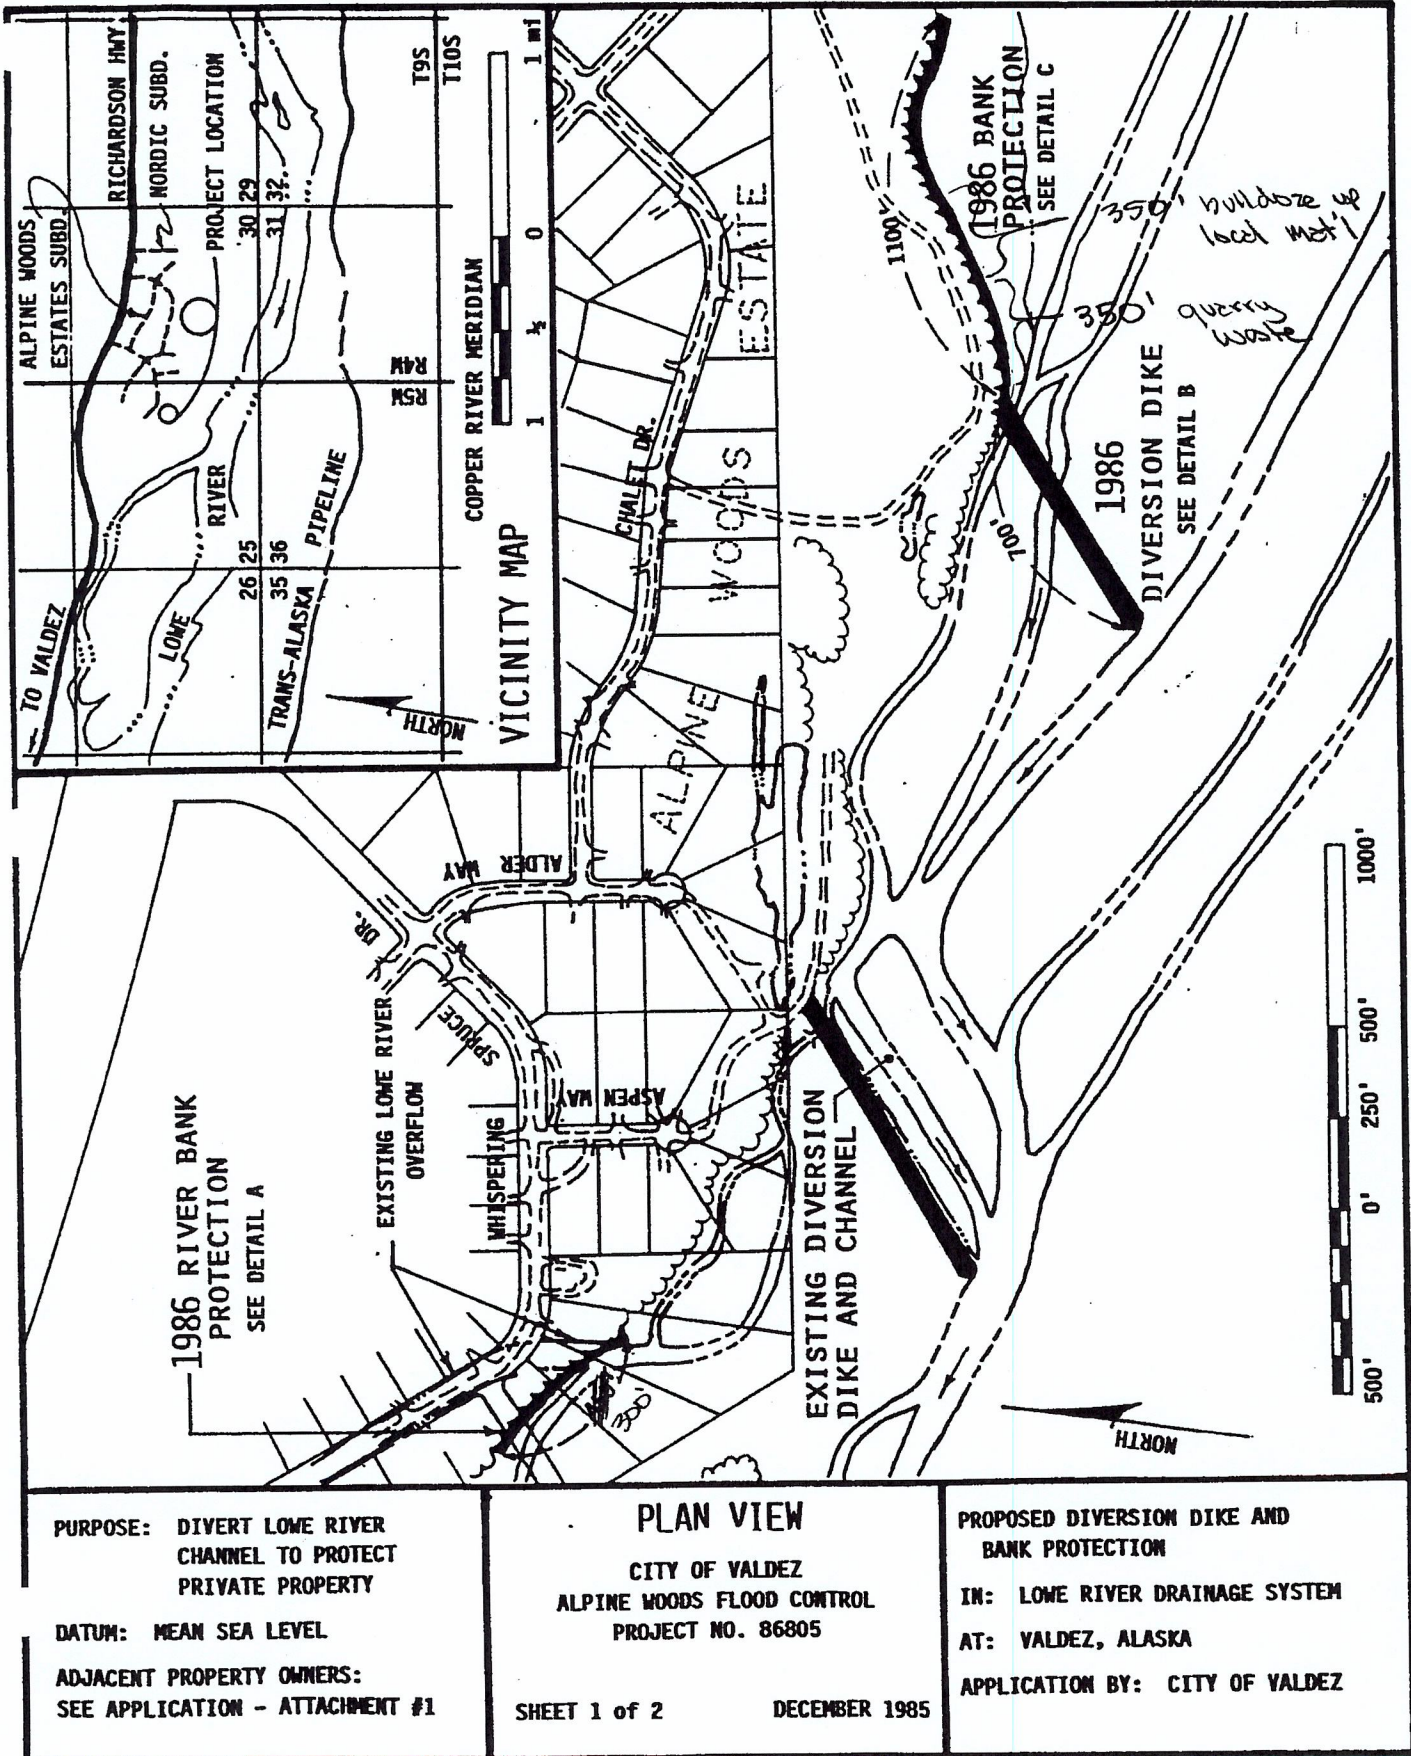 TO VALDEZ
ALPINE WOODS
ESTATES SUBD.
RICHARDSON HWY
NORDIC SUBD.
PROJECT LOCATION
LOWE
RIVER
26 25
35 36
30 29
31 32
TRANS-ALASKA PIPELINE
R5W
R4W
T9S
T10S
NORTH
COPPER RIVER MERIDIAN
1 ½ 0 1 mi
VICINITY MAP
1986 RIVER BANK
PROTECTION
SEE DETAIL A
EXISTING LOWE RIVER
OVERFLOW
WHISPERING
SPRUCE
DR.
ALDER WAY
ASPEN WAY
CHALET DR.
ALPINE
WOODS
ESTATE
300'
EXISTING DIVERSION
DIKE AND CHANNEL
1100'
700'
1986 BANK
PROTECTION
SEE DETAIL C
350' bulldoze up
local mat'l
350' quarry
waste
1986
DIVERSION DIKE
SEE DETAIL B
NORTH
500' 0' 250' 500' 1000'
PURPOSE: DIVERT LOWE RIVER
CHANNEL TO PROTECT
PRIVATE PROPERTY
DATUM: MEAN SEA LEVEL
ADJACENT PROPERTY OWNERS:
SEE APPLICATION - ATTACHMENT #1
PLAN VIEW
CITY OF VALDEZ
ALPINE WOODS FLOOD CONTROL
PROJECT NO. 86805
SHEET 1 of 2 DECEMBER 1985
PROPOSED DIVERSION DIKE AND
BANK PROTECTION
IN: LOWE RIVER DRAINAGE SYSTEM
AT: VALDEZ, ALASKA
APPLICATION BY: CITY OF VALDEZ